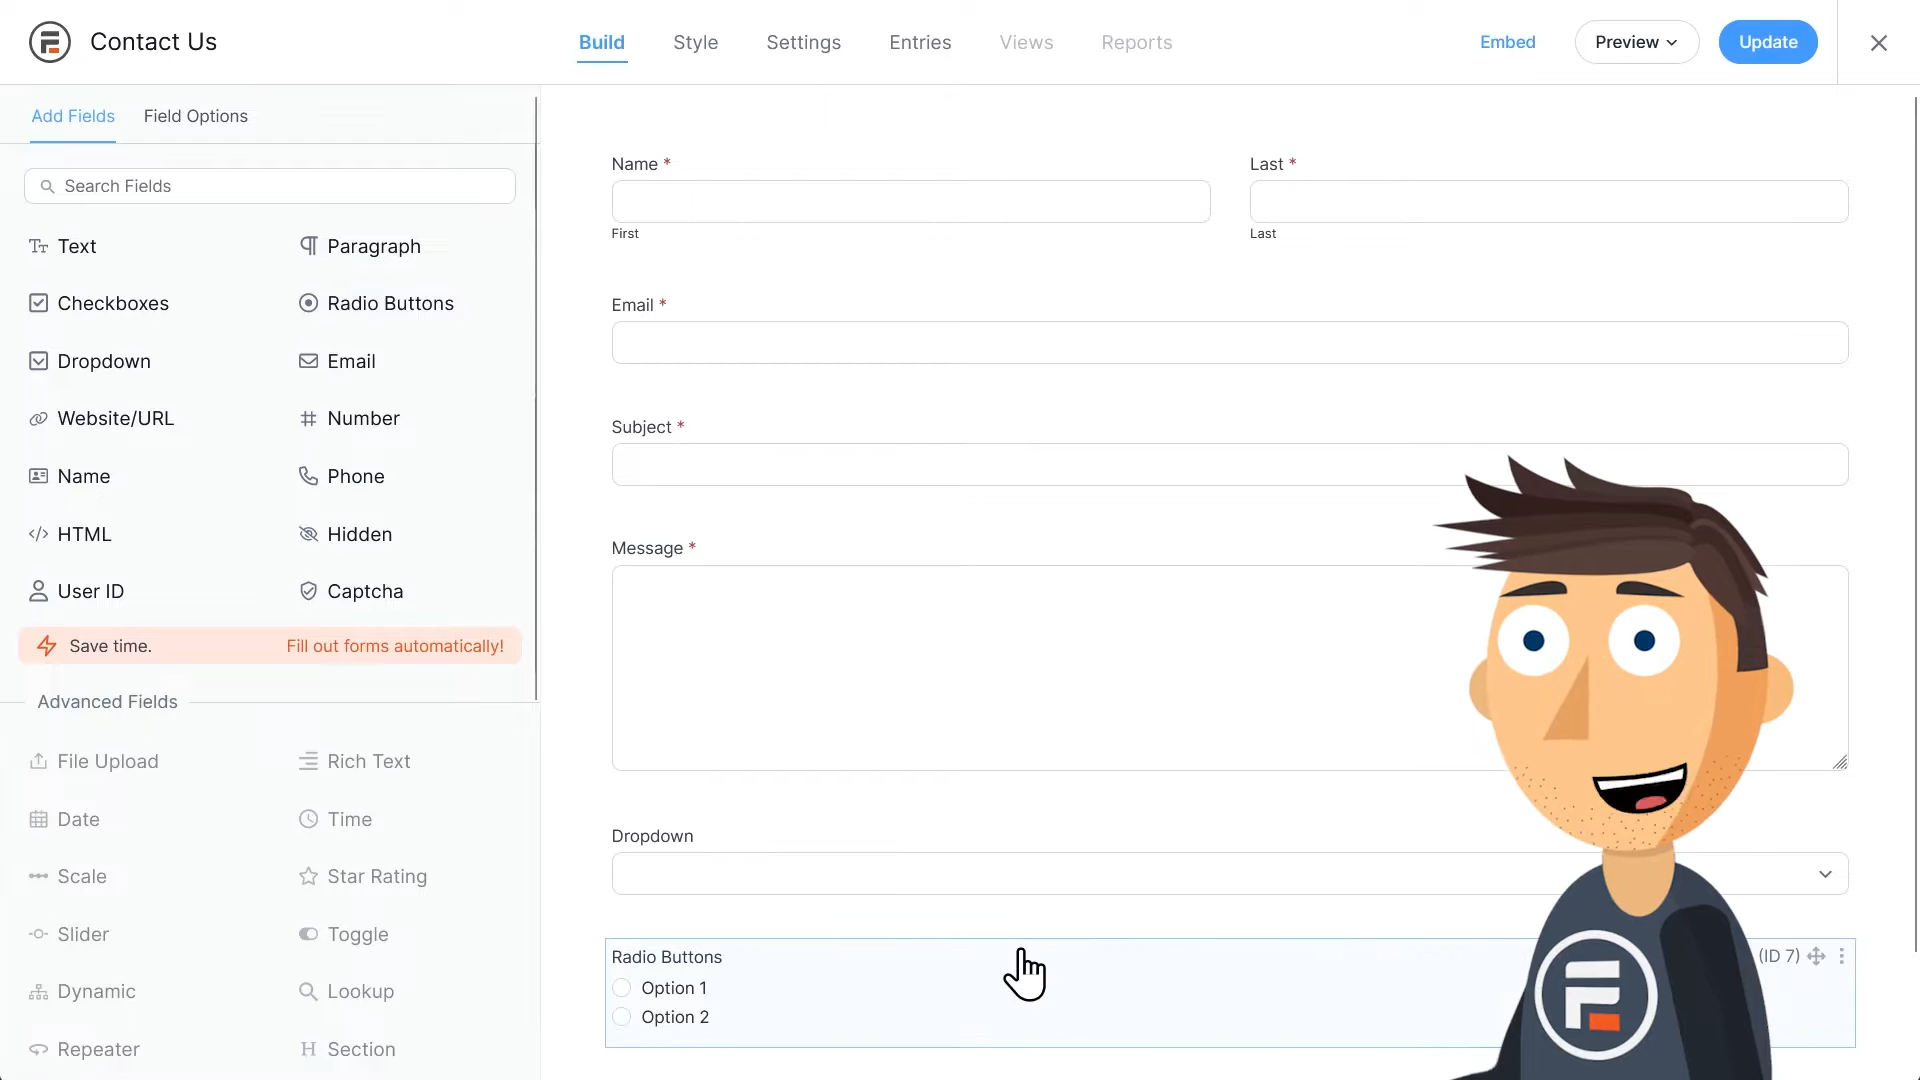 Contact Us
Build Style Settings Entries Views Reports
Embed Preview Update
Add Fields Field Options
Search Fields
Text Paragraph
Checkboxes Radio Buttons
Dropdown Email
Website/URL Number
Name Phone
HTML Hidden
User ID Captcha
Save time. Fill out forms automatically!
Advanced Fields
File Upload Rich Text
Date Time
Scale Star Rating
Slider Toggle
Dynamic Lookup
Repeater Section
Name * Last *
First Last
Email *
Subject *
Message *
Dropdown
Radio Buttons (ID 7)
Option 1
Option 2